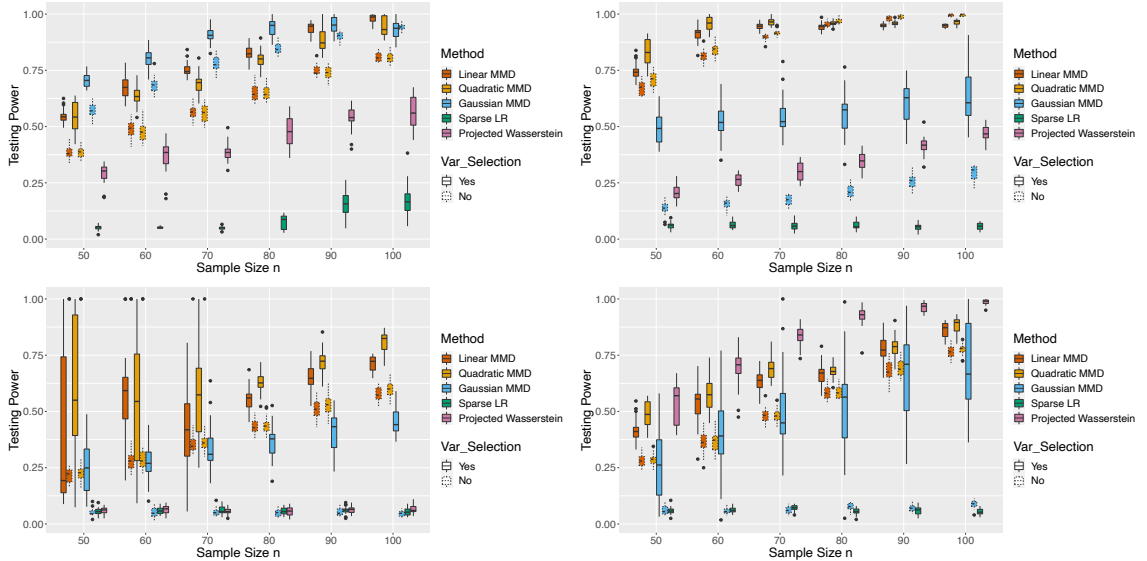 1.00
0.75
0.50
0.25
0.00
Testing Power
50 60 70 80 90 100
Sample Size n
Method
Linear MMD
Quadratic MMD
Gaussian MMD
Sparse LR
Projected Wasserstein
Var_Selection
Yes
No
1.00
0.75
0.50
0.25
0.00
Testing Power
50 60 70 80 90 100
Sample Size n
Method
Linear MMD
Quadratic MMD
Gaussian MMD
Sparse LR
Projected Wasserstein
Var_Selection
Yes
No
1.00
0.75
0.50
0.25
0.00
Testing Power
50 60 70 80 90 100
Sample Size n
Method
Linear MMD
Quadratic MMD
Gaussian MMD
Sparse LR
Projected Wasserstein
Var_Selection
Yes
No
1.00
0.75
0.50
0.25
0.00
Testing Power
50 60 70 80 90 100
Sample Size n
Method
Linear MMD
Quadratic MMD
Gaussian MMD
Sparse LR
Projected Wasserstein
Var_Selection
Yes
No